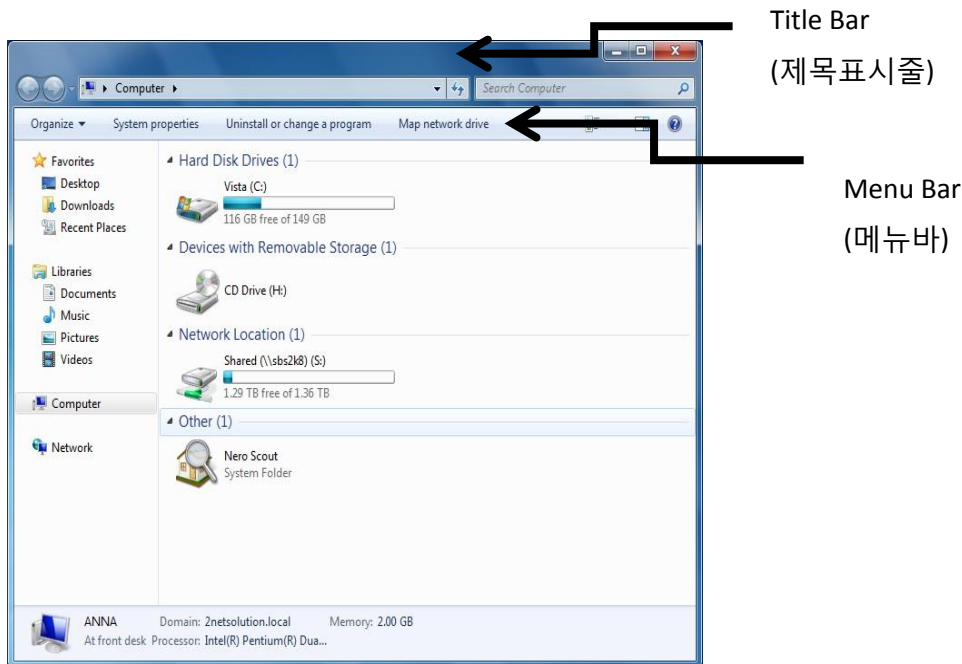 Title Bar
(제목표시줄)
Computer
Search Computer
Organize System properties Uninstall or change a program Map network drive
Menu Bar
(메뉴바)
Favorites
Desktop
Downloads
Recent Places
Libraries
Documents
Music
Pictures
Videos
Computer
Network
Hard Disk Drives (1)
Vista (C:)
116 GB free of 149 GB
Devices with Removable Storage (1)
CD Drive (H:)
Network Location (1)
Shared (\\sbs2k8) (S:)
1.29 TB free of 1.36 TB
Other (1)
Nero Scout
System Folder
ANNA Domain: 2netsolution.local Memory: 2.00 GB
At front desk Processor: Intel(R) Pentium(R) Dua...